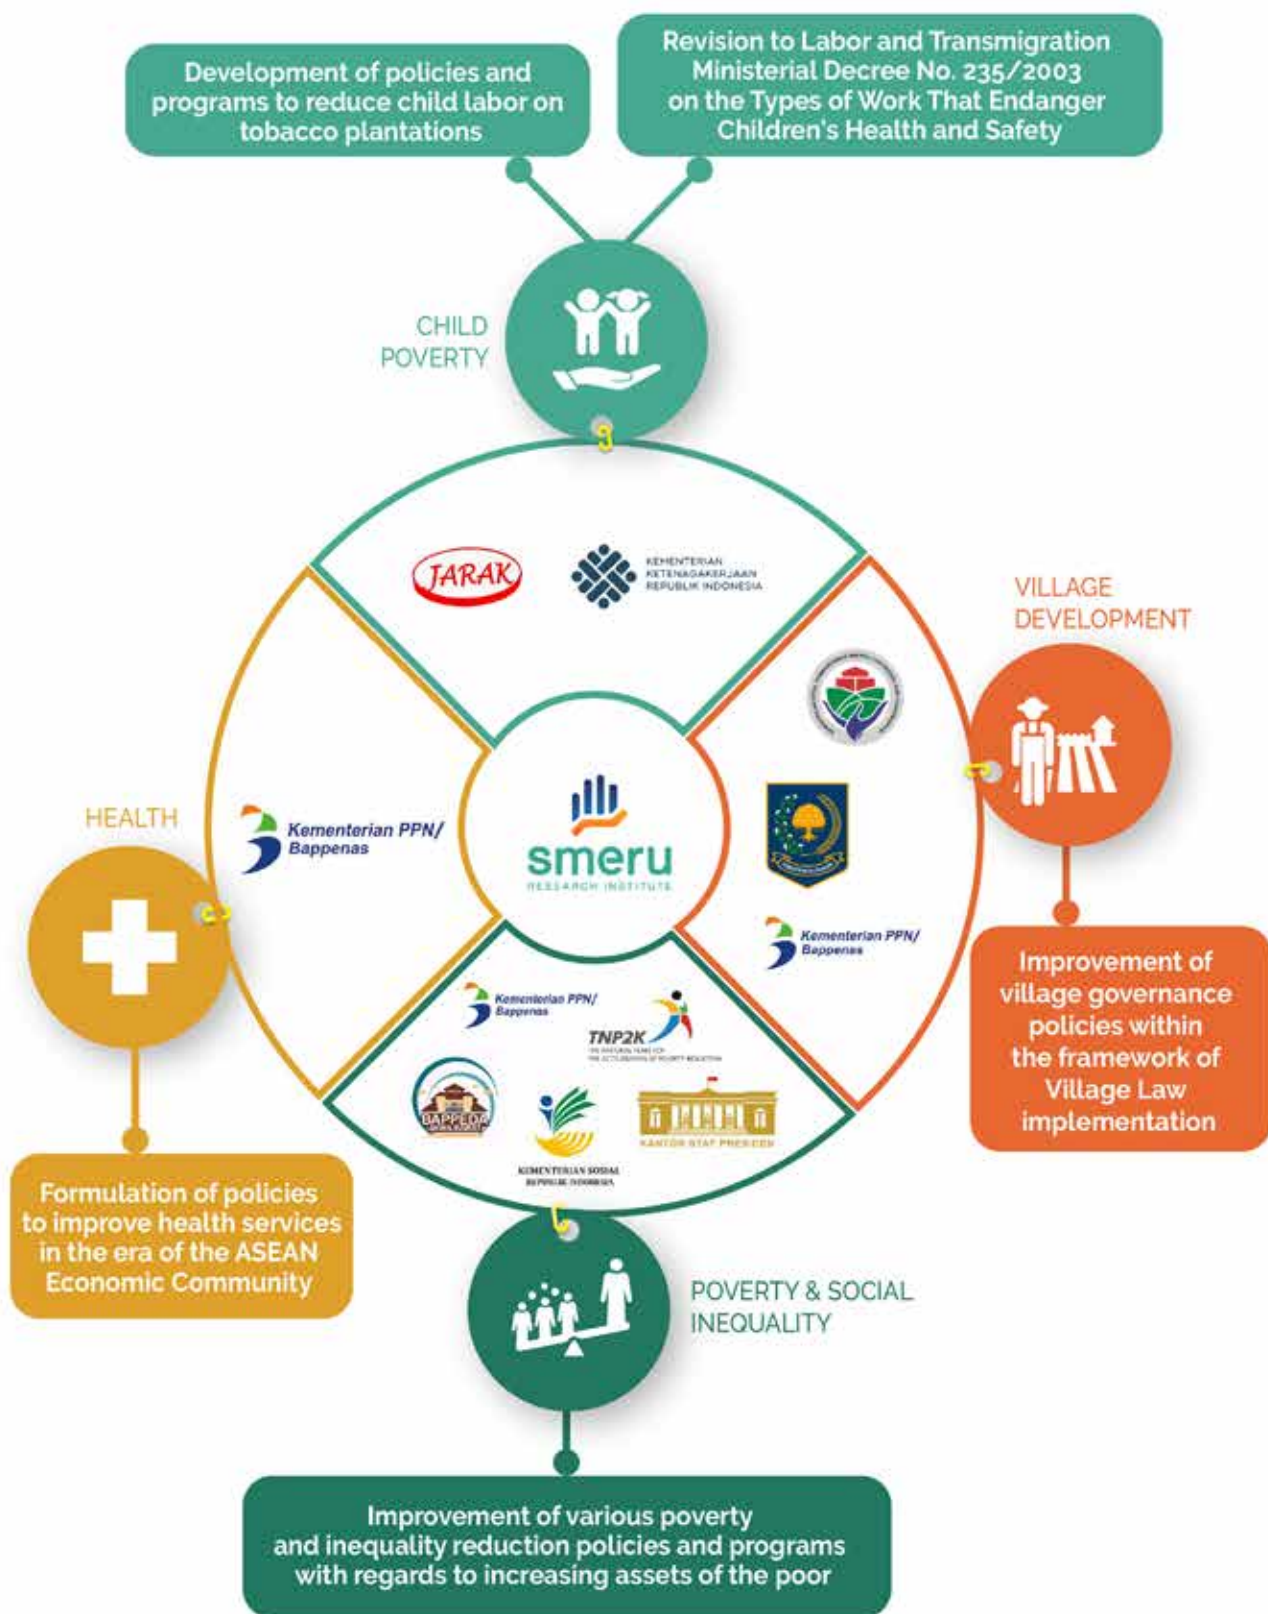 Development of policies and
programs to reduce child labor on
tobacco plantations
Revision to Labor and Transmigration
Ministerial Decree No. 235/2003
on the Types of Work That Endanger
Children's Health and Safety
CHILD
POVERTY
JARAK
KEMENTERIAN
KETENAGAKERJAAN
REPUBLIK INDONESIA
VILLAGE
DEVELOPMENT
HEALTH
Kementerian PPN/
Bappenas
smeru
RESEARCH INSTITUTE
Kementerian PPN/
Bappenas
Improvement of
village governance
policies within
the framework of
Village Law
implementation
Kementerian PPN/
Bappenas
TNP2K
BAPPEDA
KEMENTERIAN SOSIAL
REPUBLIK INDONESIA
KANTOR STAF PRESIDEN
Formulation of policies
to improve health services
in the era of the ASEAN
Economic Community
POVERTY & SOCIAL
INEQUALITY
Improvement of various poverty
and inequality reduction policies and programs
with regards to increasing assets of the poor